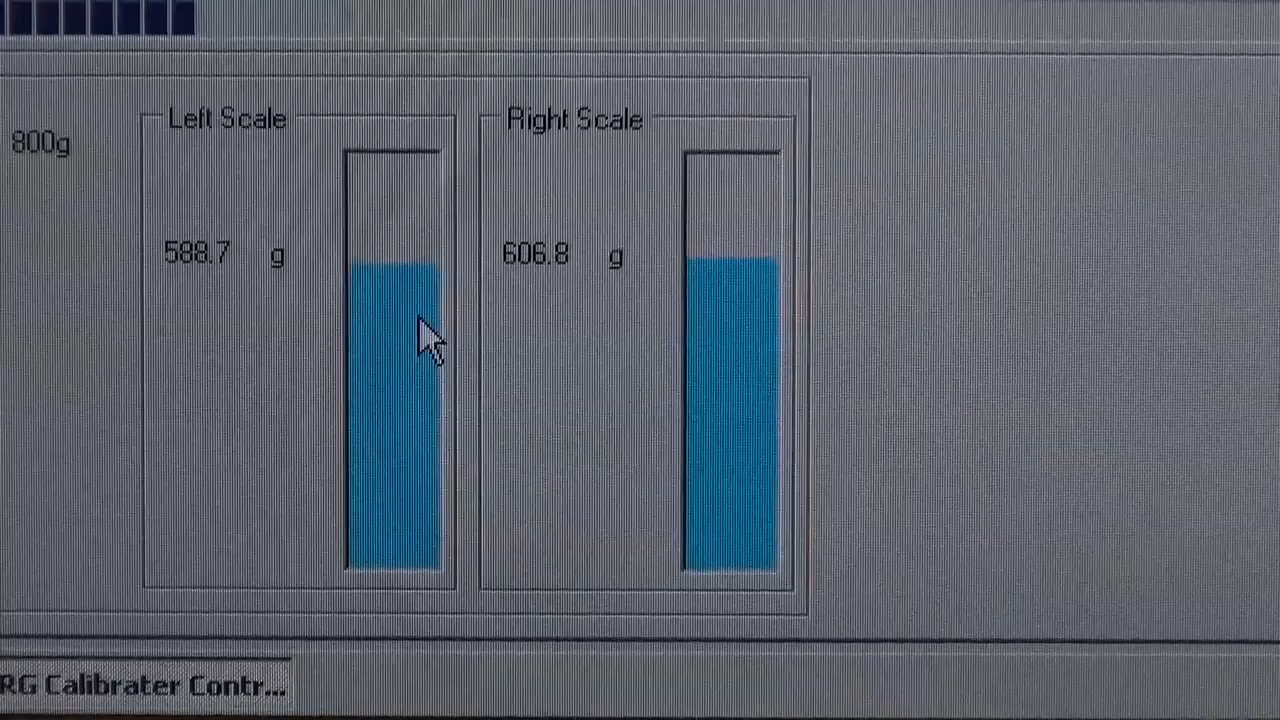 Left Scale
Right Scale
800g
588.7 g
606.8 g
RG Calibrater Contr...